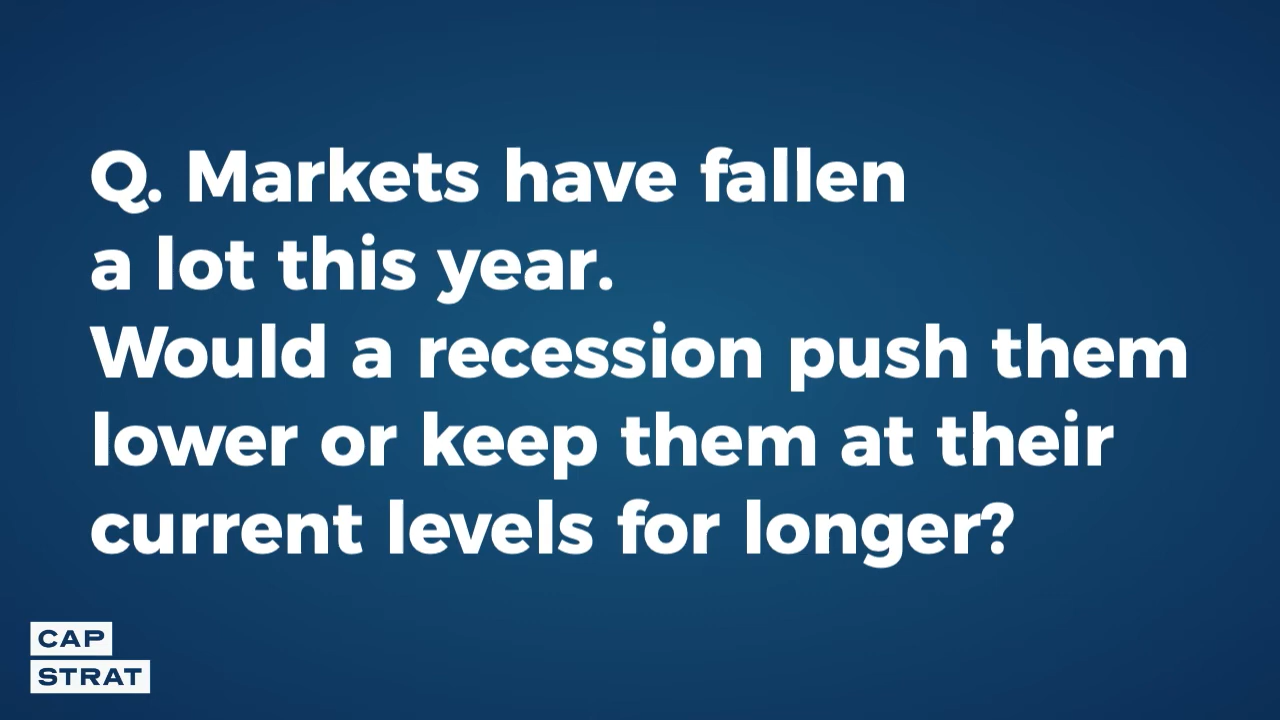 Q. Markets have fallen
a lot this year.
Would a recession push them
lower or keep them at their
current levels for longer?
CAP
STRAT